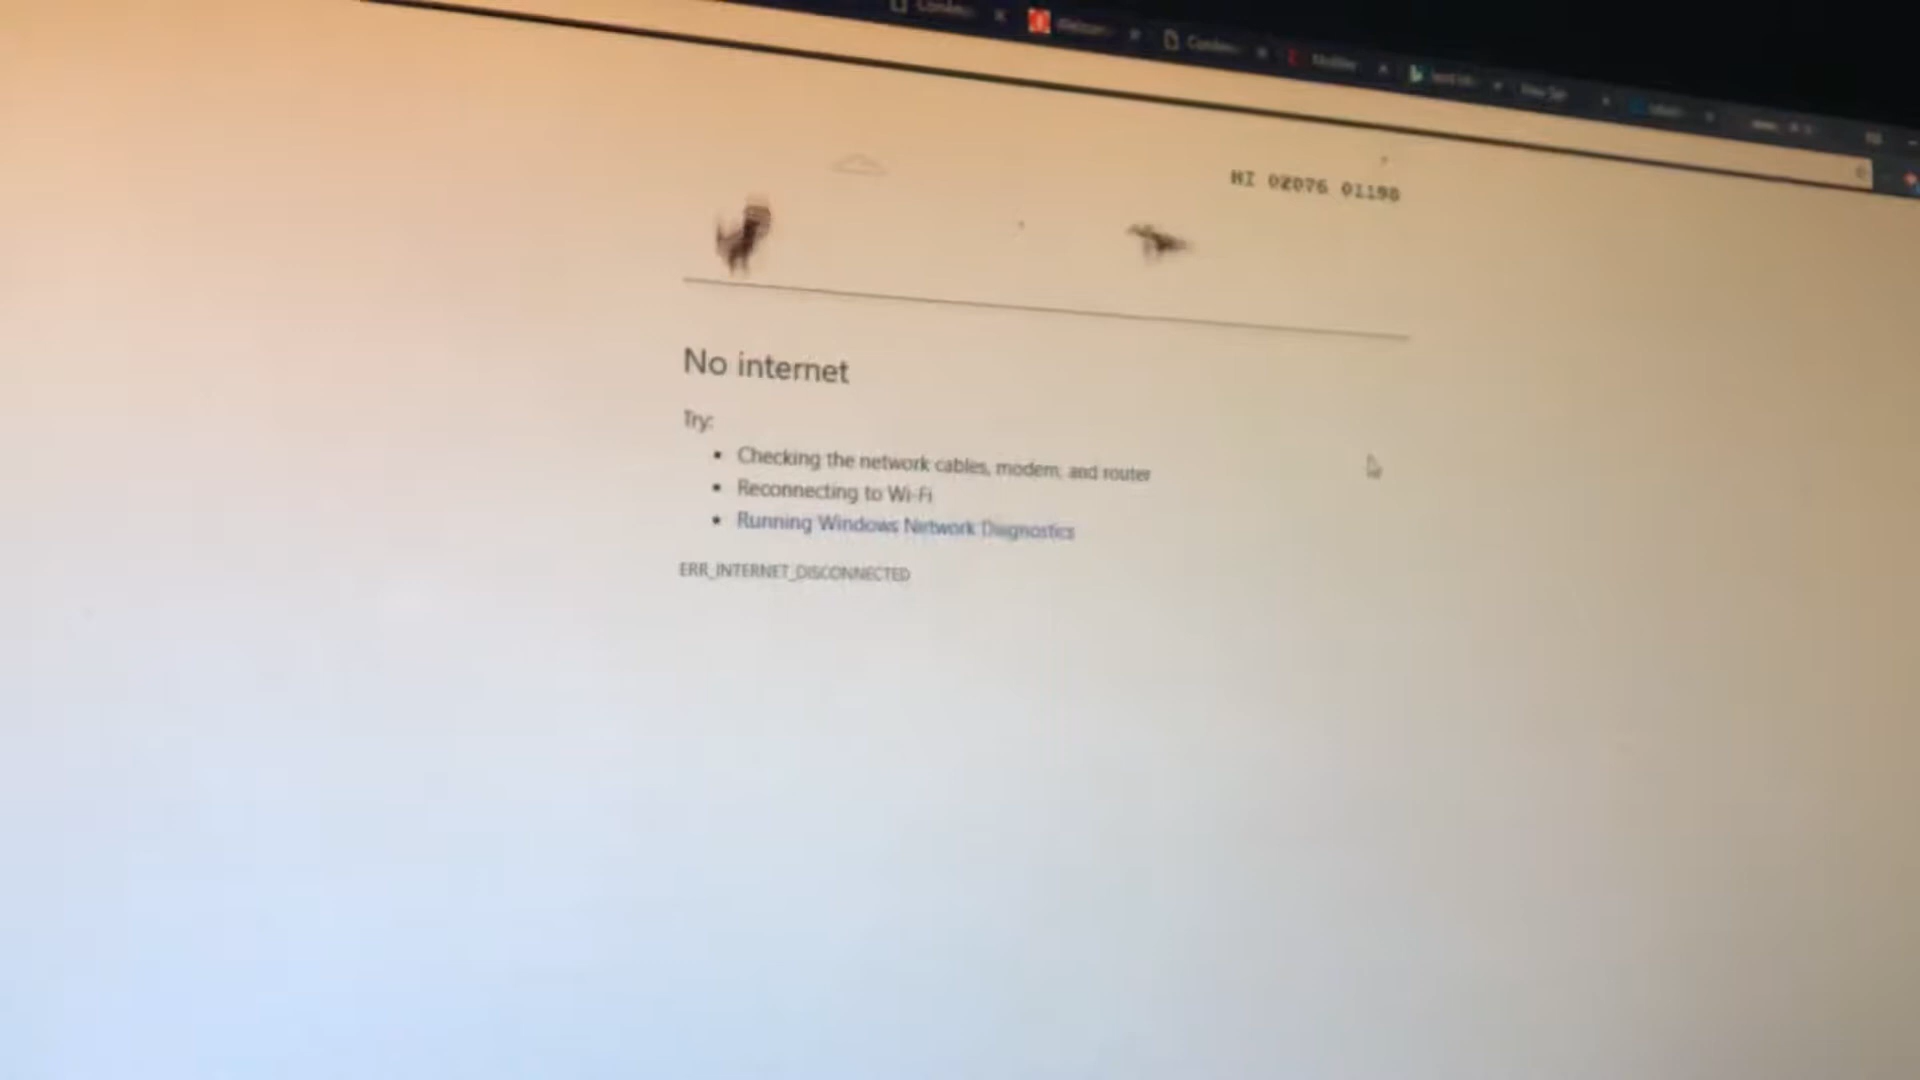 HI 02076 01198
No internet
Try:
Checking the network cables, modem, and router
Reconnecting to Wi-Fi
Running Windows Network Diagnostics
ERR_INTERNET_DISCONNECTED